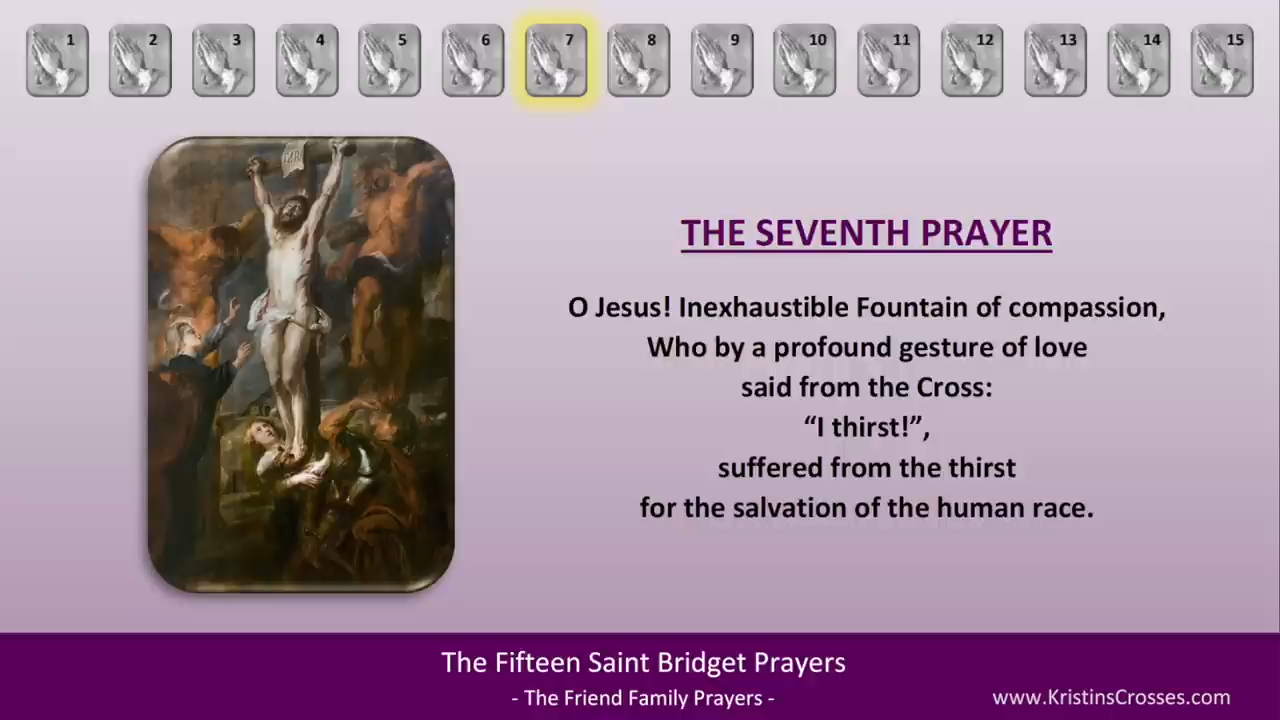 1 2 3 4 5 6 7 8 9 10 11 12 13 14 15
INRI
THE SEVENTH PRAYER
O Jesus! Inexhaustible Fountain of compassion,
Who by a profound gesture of love
said from the Cross:
“I thirst!”,
suffered from the thirst
for the salvation of the human race.
The Fifteen Saint Bridget Prayers
- The Friend Family Prayers -
www.KristinsCrosses.com